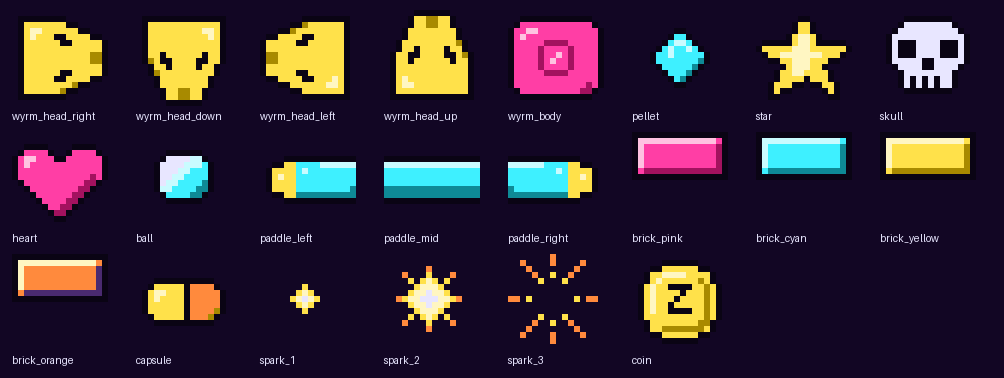 wyrm_head_right wyrm_head_down wyrm_head_left wyrm_head_up wyrm_body pellet star skull
heart ball paddle_left paddle_mid paddle_right brick_pink brick_cyan brick_yellow
Z
brick_orange capsule spark_1 spark_2 spark_3 coin